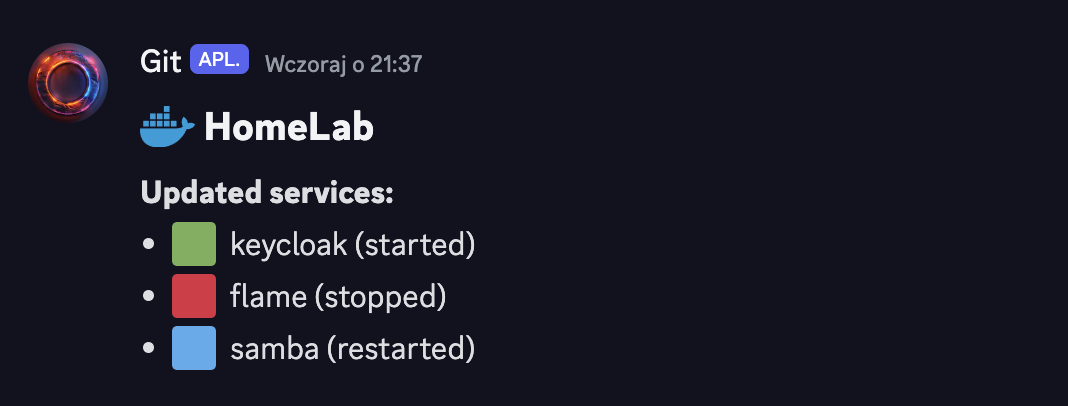 Git APL. Wczoraj o 21:37
HomeLab
Updated services:
• keycloak (started)
• flame (stopped)
• samba (restarted)